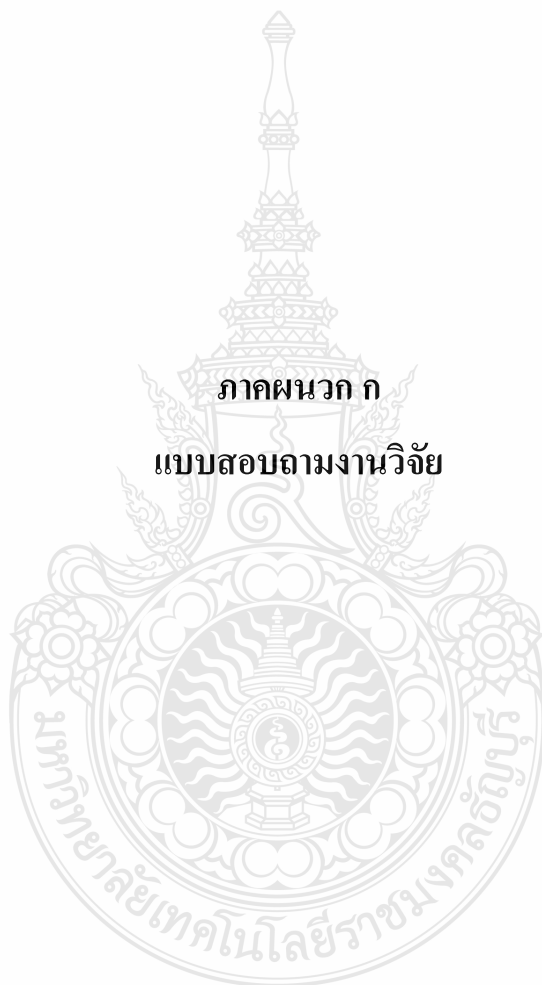 ภาคผนวก ก
แบบสอบถามงานวิจัย
มหาวิทยาลัยเทคโนโลยีราชมงคลธัญบุรี